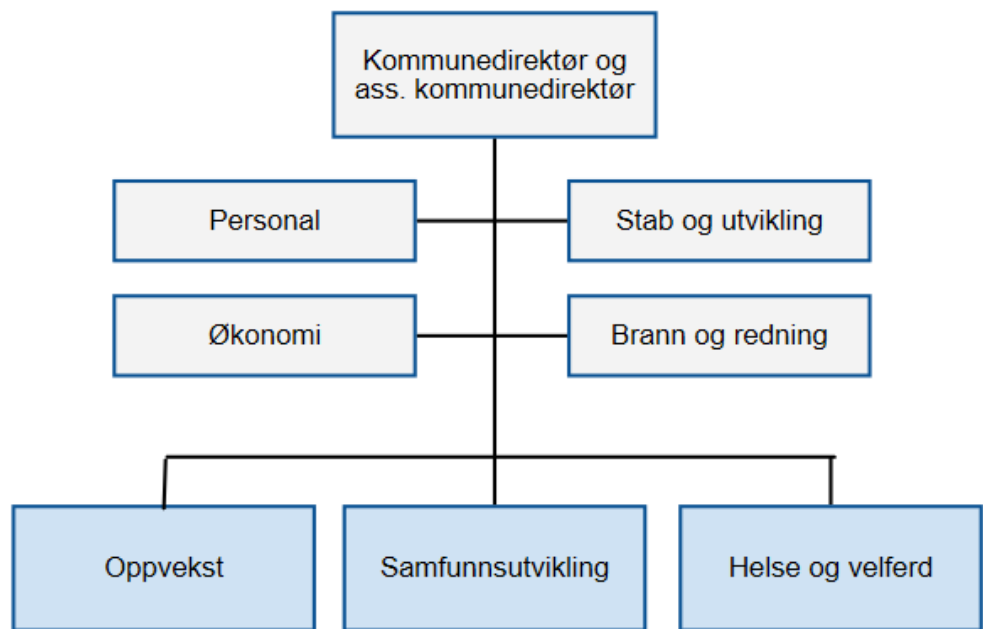 Kommunedirektør og
ass. kommunedirektør
Personal
Stab og utvikling
Økonomi
Brann og redning
Oppvekst
Samfunnsutvikling
Helse og velferd